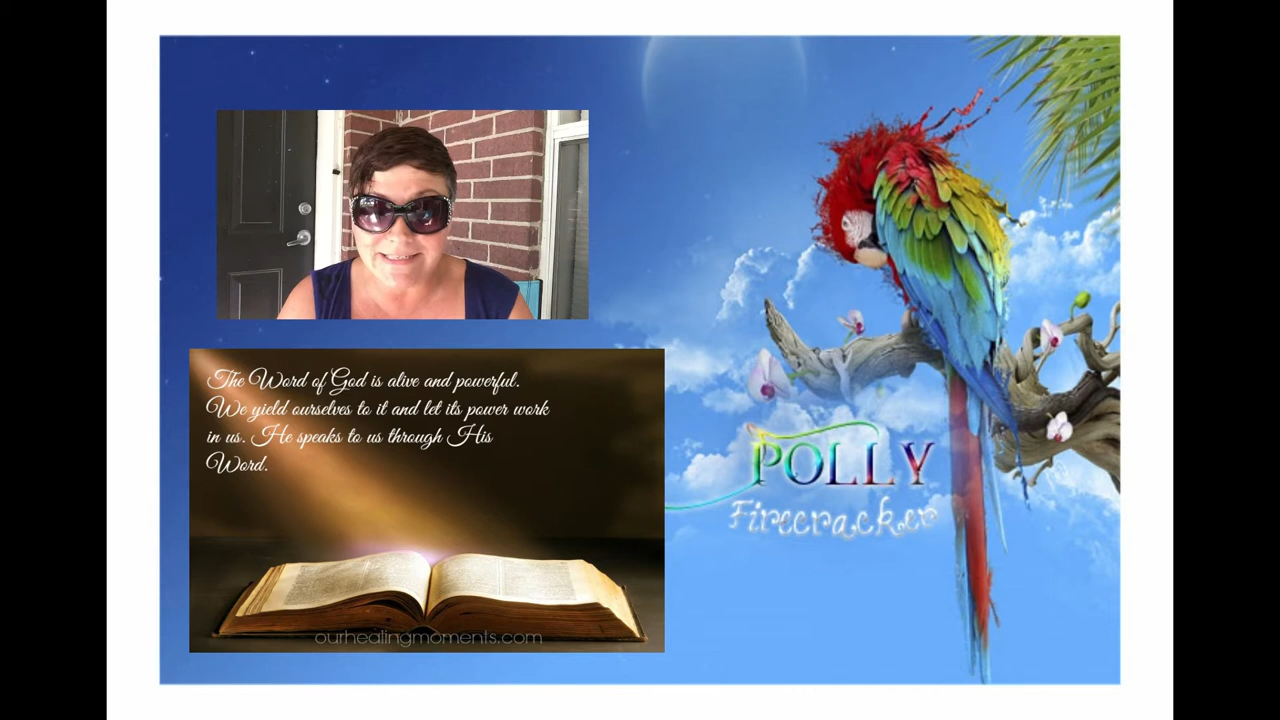 The Word of God is alive and powerful.
We yield ourselves to it and let its power work
in us. He speaks to us through His
Word.
ourhealingmoments.com
POLLY
Firecracker